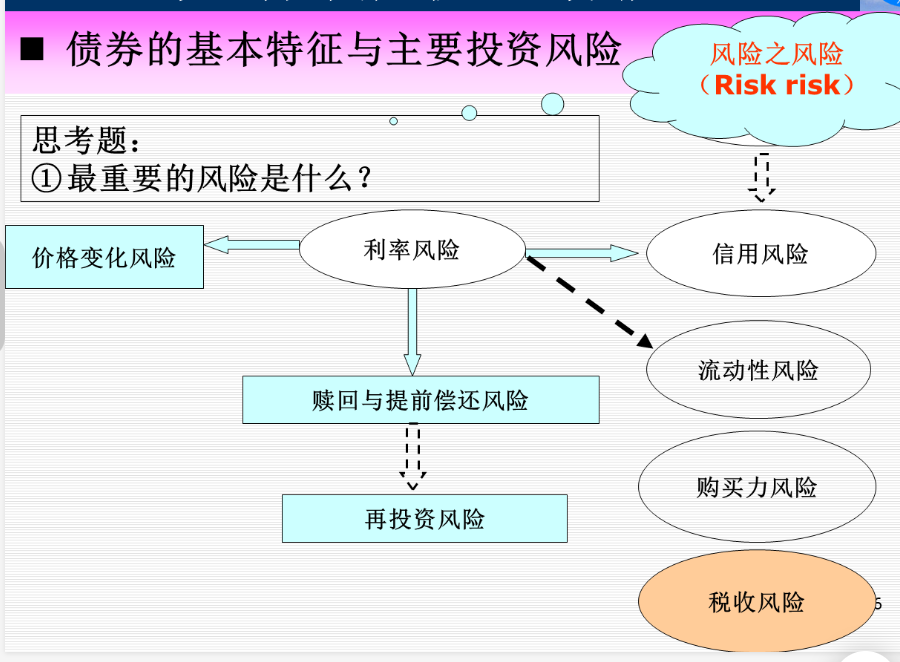 ■ 债券的基本特征与主要投资风险
风险之风险
（Risk risk）
思考题：
①最重要的风险是什么？
价格变化风险
利率风险
信用风险
流动性风险
赎回与提前偿还风险
购买力风险
再投资风险
税收风险
6